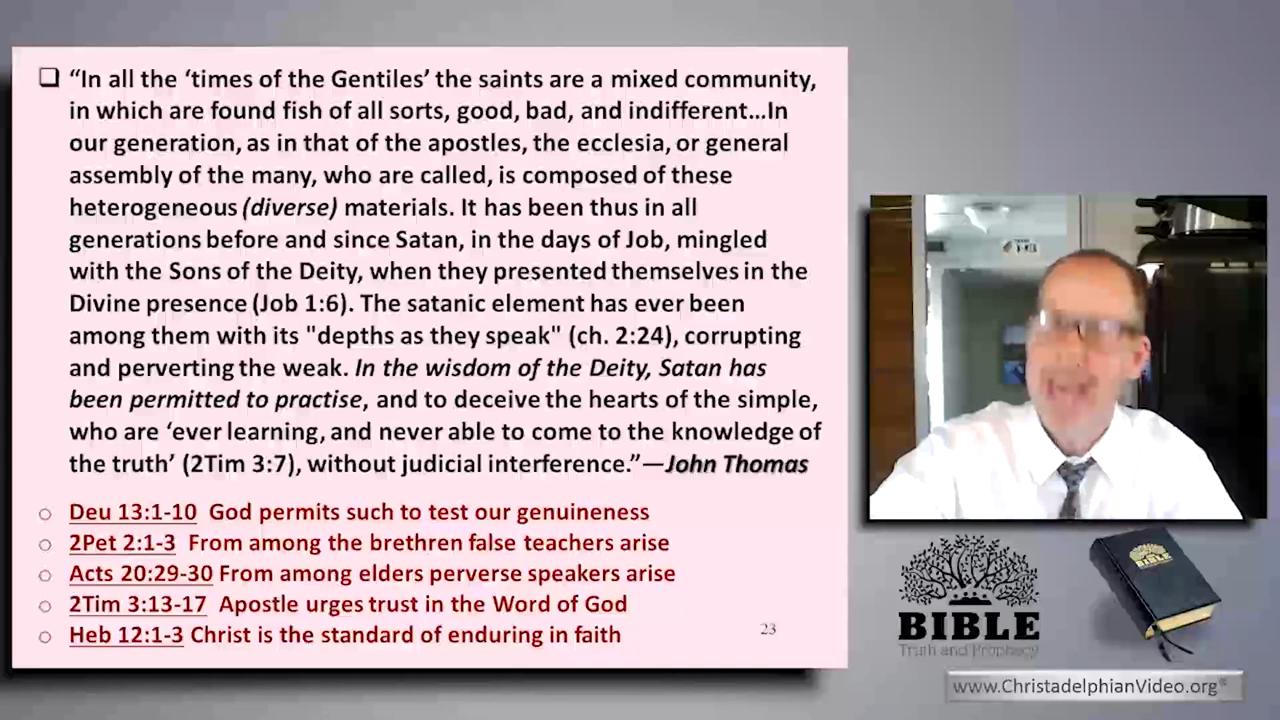 “In all the ‘times of the Gentiles’ the saints are a mixed community,
in which are found fish of all sorts, good, bad, and indifferent…In
our generation, as in that of the apostles, the ecclesia, or general
assembly of the many, who are called, is composed of these
heterogeneous (diverse) materials. It has been thus in all
generations before and since Satan, in the days of Job, mingled
with the Sons of the Deity, when they presented themselves in the
Divine presence (Job 1:6). The satanic element has ever been
among them with its "depths as they speak" (ch. 2:24), corrupting
and perverting the weak. In the wisdom of the Deity, Satan has
been permitted to practise, and to deceive the hearts of the simple,
who are ‘ever learning, and never able to come to the knowledge of
the truth’ (2Tim 3:7), without judicial interference.”—John Thomas
Deu 13:1-10 God permits such to test our genuineness
2Pet 2:1-3 From among the brethren false teachers arise
Acts 20:29-30 From among elders perverse speakers arise
2Tim 3:13-17 Apostle urges trust in the Word of God
Heb 12:1-3 Christ is the standard of enduring in faith
23
BIBLE
Truth and Prophecy
www.ChristadelphianVideo.org®